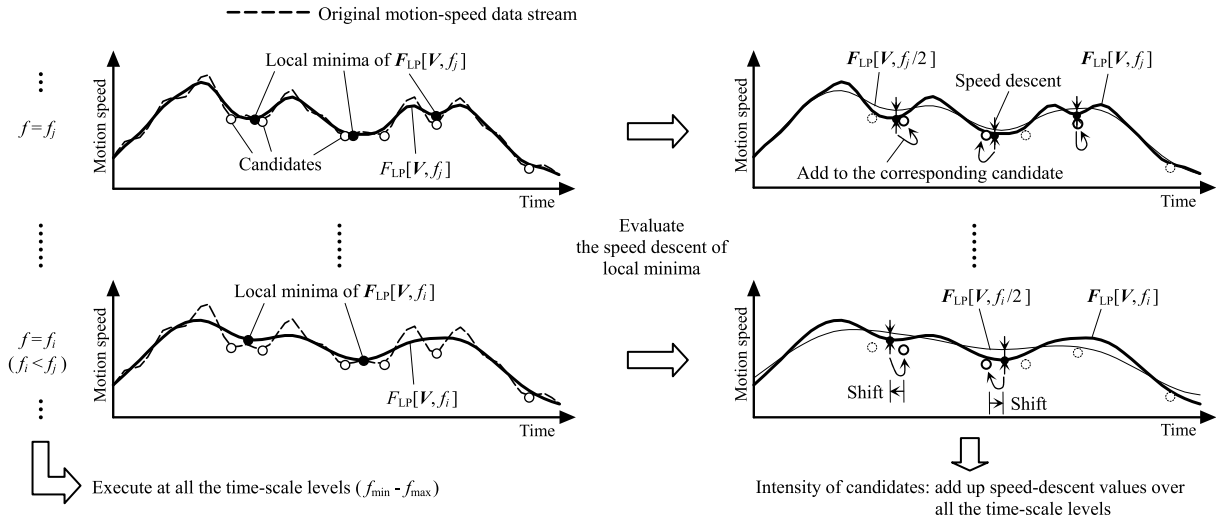 Original motion-speed data stream
Local minima of F_LP[V, f_j]
Motion speed
f = f_j
Candidates
F_LP[V, f_j]
Time
F_LP[V, f_j/2]
F_LP[V, f_j]
Speed descent
Motion speed
Add to the corresponding candidate
Time
Evaluate
the speed descent of
local minima
Local minima of F_LP[V, f_i]
Motion speed
f = f_i
(f_i < f_j)
F_LP[V, f_i]
Time
F_LP[V, f_i/2]
F_LP[V, f_i]
Motion speed
Shift
Shift
Time
Execute at all the time-scale levels (f_min - f_max)
Intensity of candidates: add up speed-descent values over
all the time-scale levels